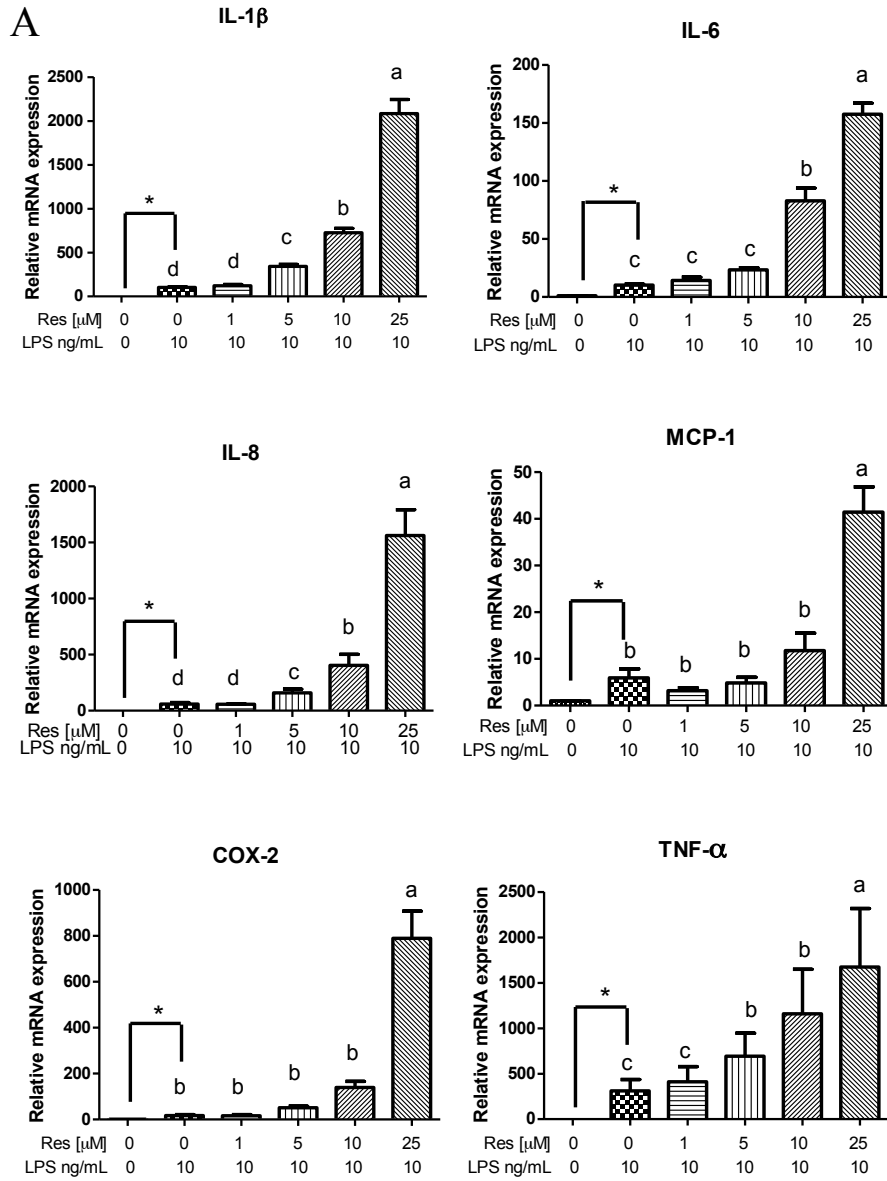 A
IL-1β
Relative mRNA expression
2500
2000
1500
1000
500
0
*
d
d
c
b
a
Res [μM] 0 0 1 5 10 25
LPS ng/mL 0 10 10 10 10 10
IL-6
Relative mRNA expression
200
150
100
50
0
*
c
c
c
b
a
Res [μM] 0 0 1 5 10 25
LPS ng/mL 0 10 10 10 10 10
IL-8
Relative mRNA expression
2000
1500
1000
500
0
*
d
d
c
b
a
Res [μM] 0 0 1 5 10 25
LPS ng/mL 0 10 10 10 10 10
MCP-1
Relative mRNA expression
50
40
30
20
10
0
*
b
b
b
b
a
Res [μM] 0 0 1 5 10 25
LPS ng/mL 0 10 10 10 10 10
COX-2
Relative mRNA expression
1000
800
600
400
200
0
*
b
b
b
b
a
Res [μM] 0 0 1 5 10 25
LPS ng/mL 0 10 10 10 10 10
TNF-α
Relative mRNA expression
2500
2000
1500
1000
500
0
*
c
c
b
b
a
Res [μM] 0 0 1 5 10 25
LPS ng/mL 0 10 10 10 10 10